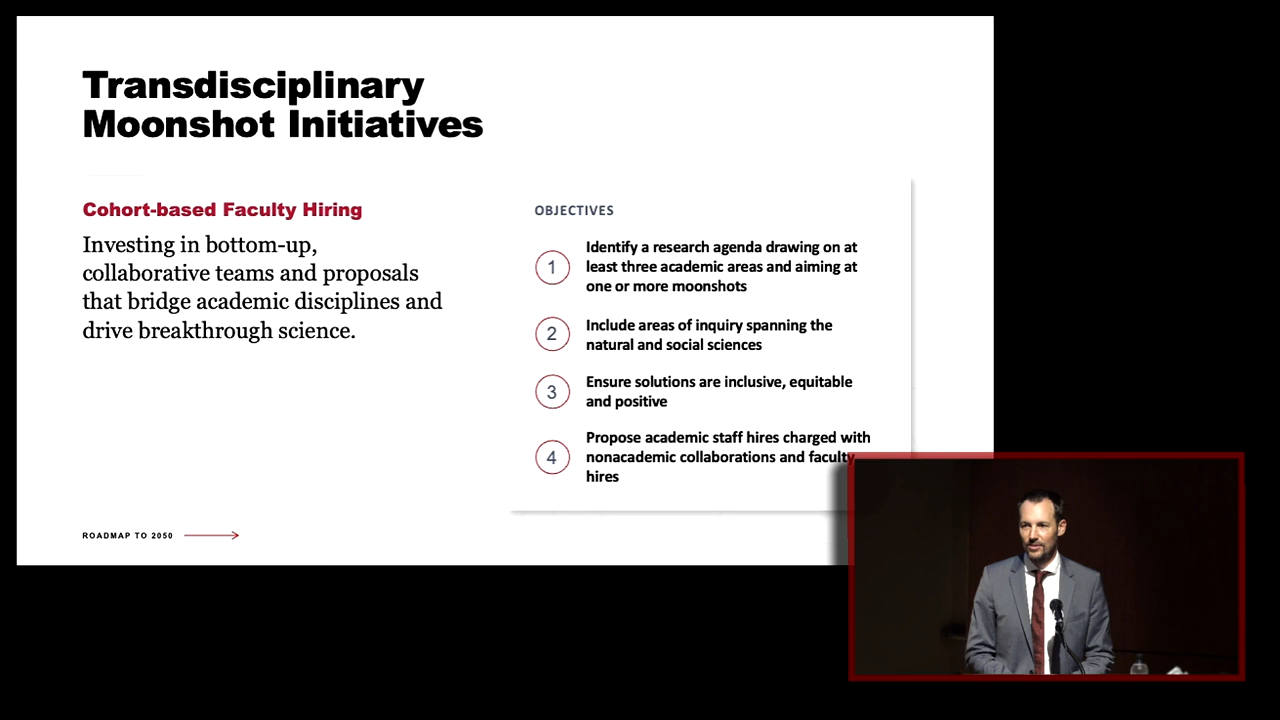 Transdisciplinary
Moonshot Initiatives
Cohort-based Faculty Hiring
Investing in bottom-up,
collaborative teams and proposals
that bridge academic disciplines and
drive breakthrough science.
OBJECTIVES
1
Identify a research agenda drawing on at
least three academic areas and aiming at
one or more moonshots
2
Include areas of inquiry spanning the
natural and social sciences
3
Ensure solutions are inclusive, equitable
and positive
4
Propose academic staff hires charged with
nonacademic collaborations and faculty
hires
ROADMAP TO 2050